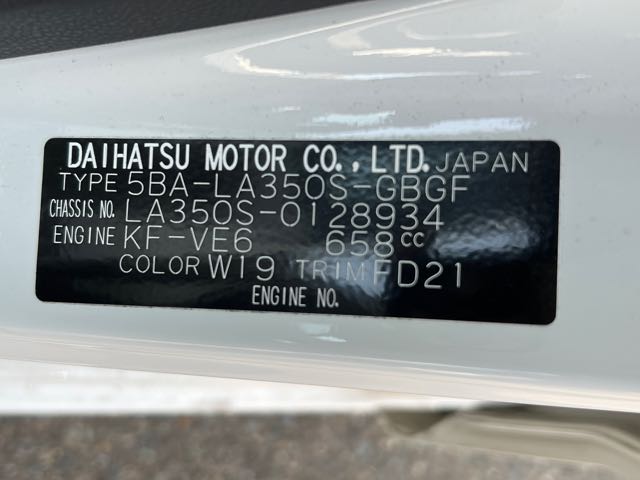 DAIHATSU MOTOR CO., LTD. JAPAN
TYPE 5BA-LA350S-GBGF
CHASSIS NO. LA350S-0128934
ENGINE KF-VE6 658cc
COLOR W19 TRIM FD21
ENGINE NO.